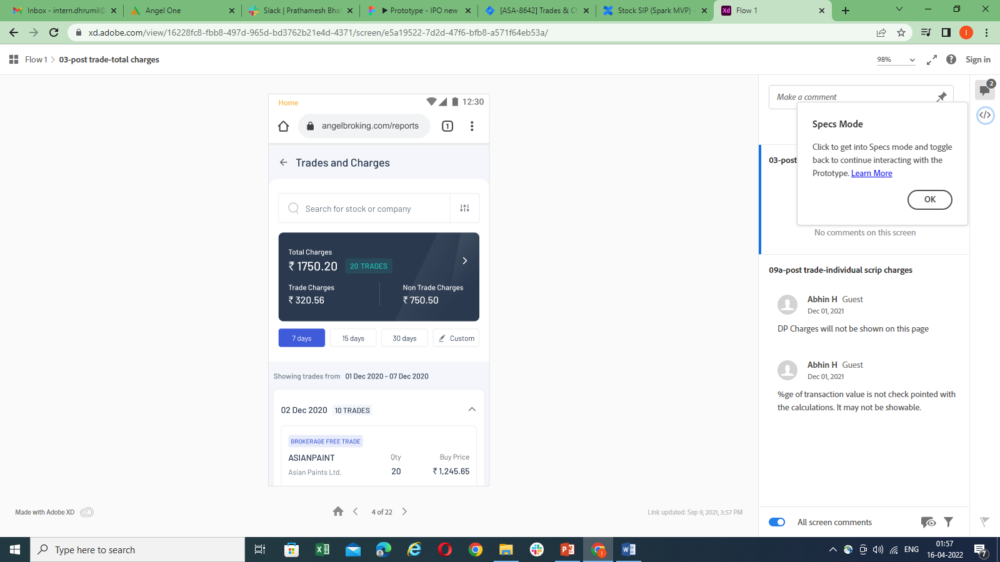 Inbox - intern.dhrumil@
Angel One
Slack | Prathamesh Bha
Prototype - IPO new
[ASA-8642] Trades & C
Stock SIP (Spark MVP) -
Xd Flow 1
xd.adobe.com/view/16228fc8-fbb8-497d-965d-bd3762b21e4d-4371/screen/e5a19522-7d2d-47f6-bfb8-a571f64eb53a/
I
Flow 1 > 03-post trade-total charges
98%
Sign in
Home
12:30
angelbroking.com/reports
1
Trades and Charges
Search for stock or company
Total Charges
₹ 1750.20 20 TRADES
Trade Charges Non Trade Charges
₹ 320.56 ₹ 750.50
7 days 15 days 30 days Custom
Showing trades from 01 Dec 2020 - 07 Dec 2020
02 Dec 2020 10 TRADES
BROKERAGE FREE TRADE
ASIANPAINT Qty Buy Price
Asian Paints Ltd. 20 ₹ 1,245.65
Made with Adobe XD
4 of 22
Link updated: Sep 9, 2021, 3:57 PM
Make a comment
2
Specs Mode
Click to get into Specs mode and toggle
back to continue interacting with the
Prototype. Learn More
OK
03-post
No comments on this screen
09a-post trade-individual scrip charges
Abhin H Guest
Dec 01, 2021
DP Charges will not be shown on this page
Abhin H Guest
Dec 01, 2021
%ge of transaction value is not check pointed with
the calculations. It may not be showable.
All screen comments
Type here to search
ENG
01:57
16-04-2022
7